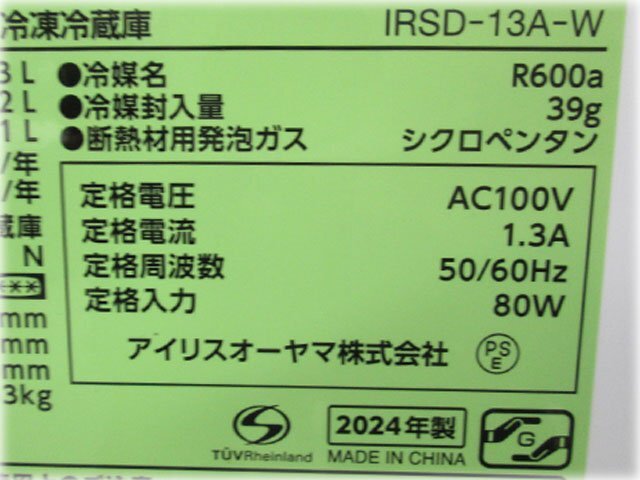 冷凍冷蔵庫 IRSD-13A-W
3 L ●冷媒名 R600a
2 L ●冷媒封入量 39g
1 L ●断熱材用発泡ガス シクロペンタン
/年
/年
蔵庫
N
定格電圧 AC100V
定格電流 1.3A
定格周波数 50/60Hz
定格入力 80W
アイリスオーヤマ株式会社 PSE
mm
mm
mm
3kg
TÜVRheinland
2024年製
MADE IN CHINA
G